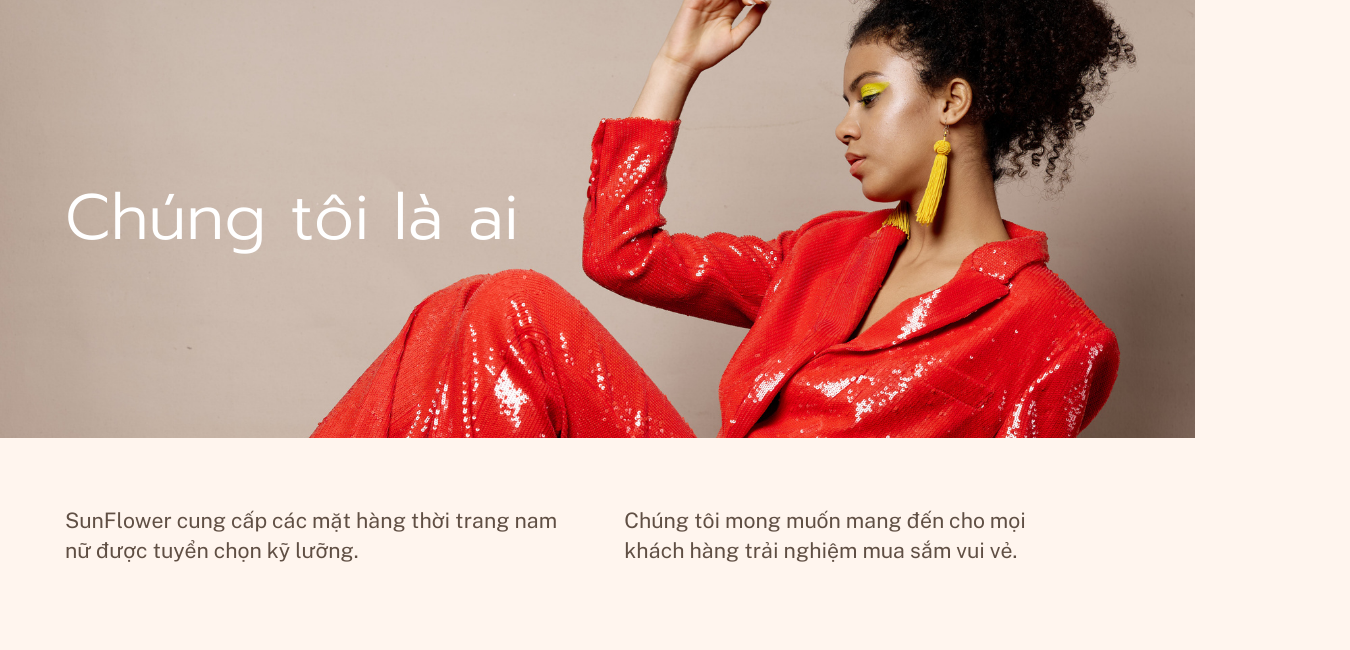 Chúng tôi là ai
SunFlower cung cấp các mặt hàng thời trang nam
nữ được tuyển chọn kỹ lưỡng.
Chúng tôi mong muốn mang đến cho mọi
khách hàng trải nghiệm mua sắm vui vẻ.